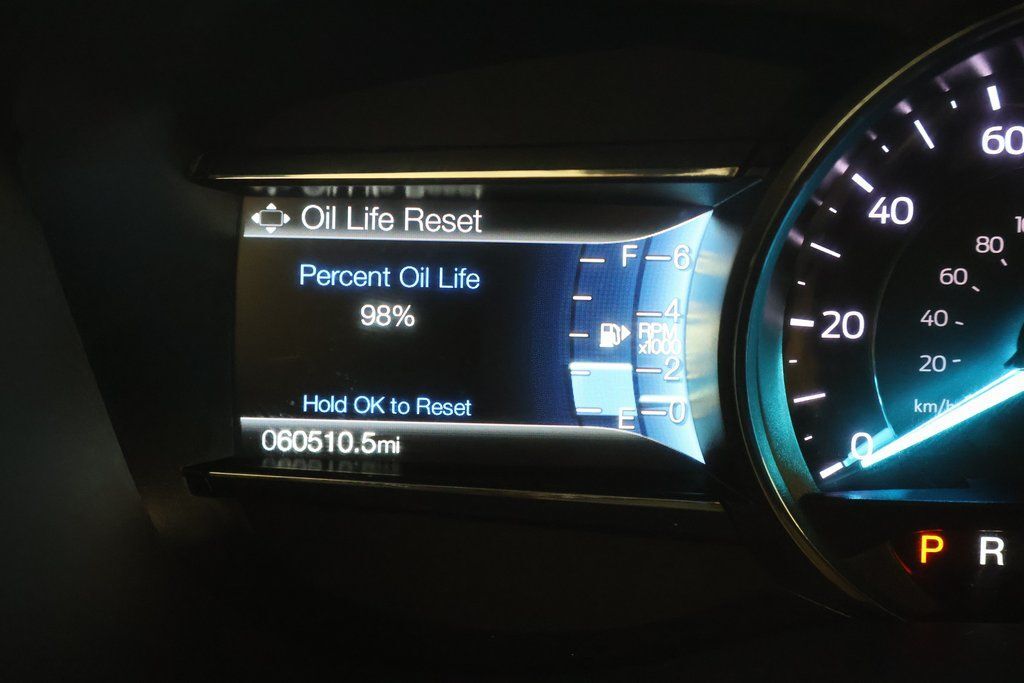 Oil Life Reset
Percent Oil Life
98%
Hold OK to Reset
060510.5mi
F
6
4
RPM
x1000
2
E
0
60
40
20
0
80
60
40
20
km/h
P
R